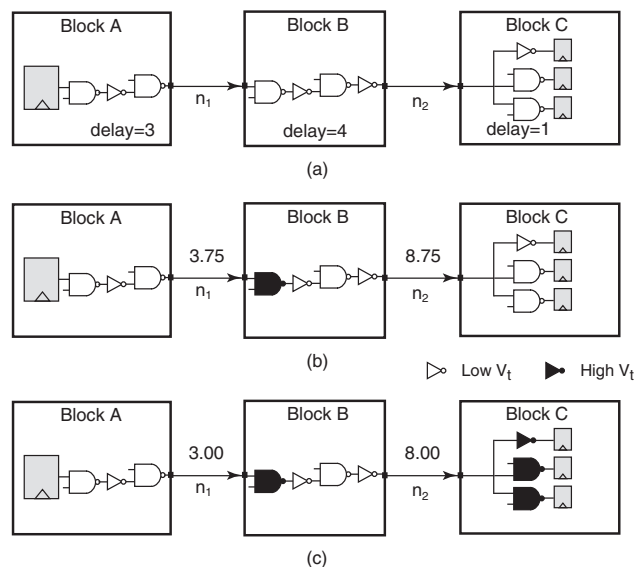 Block A
Block B
Block C
n1
n2
delay=3
delay=4
delay=1
(a)
Block A
Block B
Block C
3.75
8.75
n1
n2
(b)
Low Vt
High Vt
Block A
Block B
Block C
3.00
8.00
n1
n2
(c)